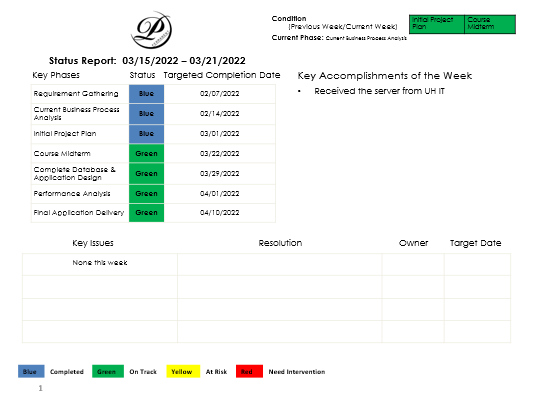 Condition
(Previous Week/Current Week)
Initial Project Plan
Course Midterm
Current Phase: Current Business Process Analysis
Status Report: 03/15/2022 – 03/21/2022
Key Phases Status Targeted Completion Date
Requirement Gathering Blue 02/07/2022
Current Business Process Analysis Blue 02/14/2022
Initial Project Plan Blue 03/01/2022
Course Midterm Green 03/22/2022
Complete Database & Application Design Green 03/29/2022
Performance Analysis Green 04/01/2022
Final Application Delivery Green 04/10/2022
Key Accomplishments of the Week
• Received the server from UH IT
Key Issues Resolution Owner Target Date
None this week
Blue Completed Green On Track Yellow At Risk Red Need Intervention
1